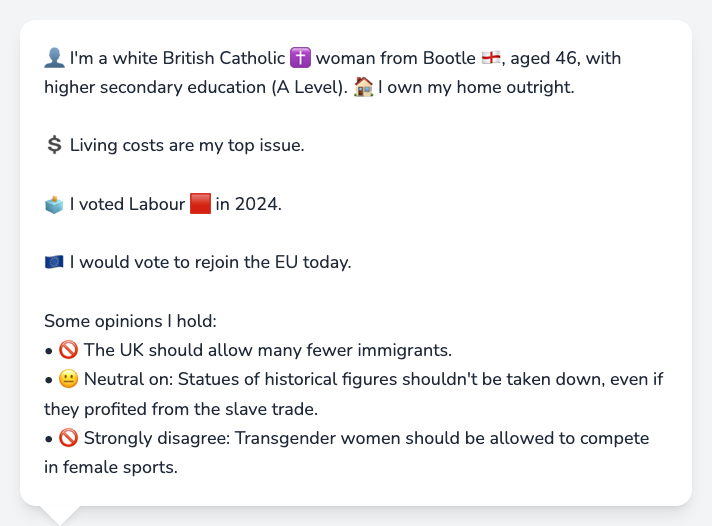 👤 I'm a white British Catholic ✝️ woman from Bootle 🏴󠁧󠁢󠁥󠁮󠁧󠁿, aged 46, with
higher secondary education (A Level). 🏠 I own my home outright.
💲 Living costs are my top issue.
🗳️ I voted Labour 🟥 in 2024.
🇪🇺 I would vote to rejoin the EU today.
Some opinions I hold:
• 🚫 The UK should allow many fewer immigrants.
• 😐 Neutral on: Statues of historical figures shouldn't be taken down, even if
they profited from the slave trade.
• 🚫 Strongly disagree: Transgender women should be allowed to compete
in female sports.